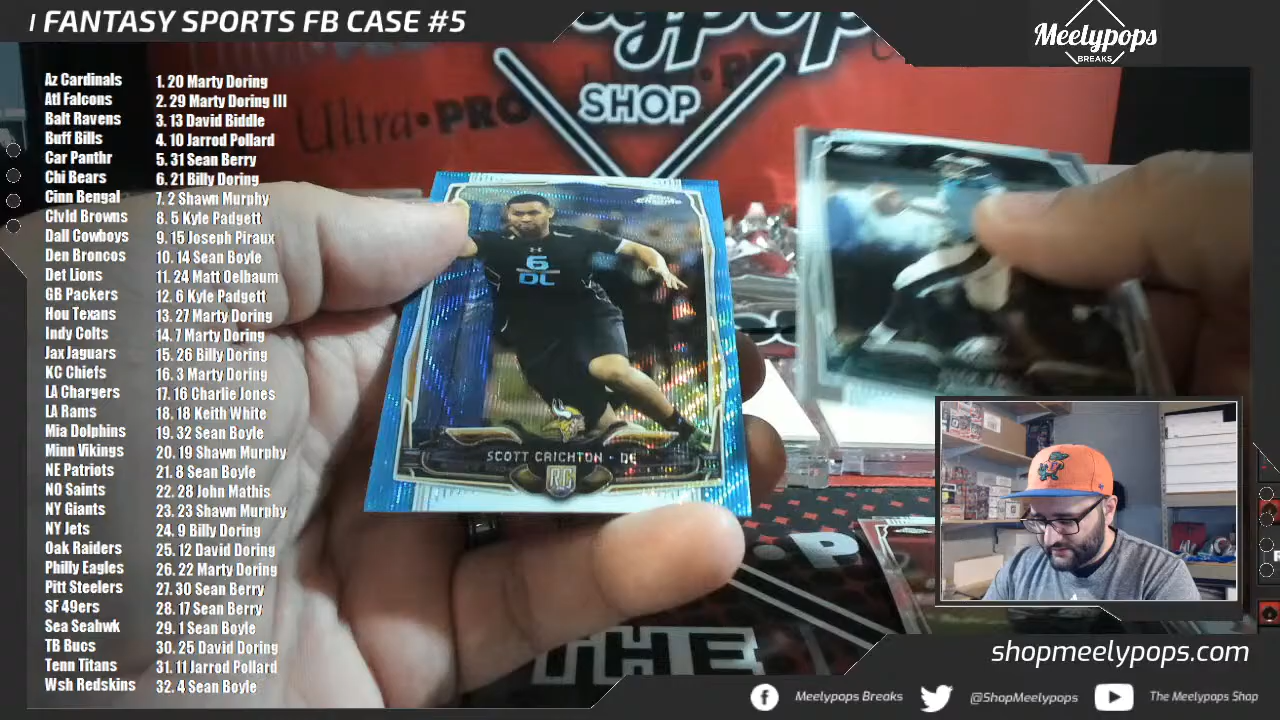 FANTASY SPORTS FB CASE #5
Meelypops
BREAKS
Az Cardinals 1. 20 Marty Doring
Atl Falcons 2. 29 Marty Doring III
Balt Ravens 3. 13 David Biddle
Buff Bills 4. 10 Jarrod Pollard
Car Panthr 5. 31 Sean Berry
Chi Bears 6. 21 Billy Doring
Cinn Bengal 7. 2 Shawn Murphy
Clvld Browns 8. 5 Kyle Padgett
Dall Cowboys 9. 15 Joseph Piraux
Den Broncos 10. 14 Sean Boyle
Det Lions 11. 24 Matt Oelbaum
GB Packers 12. 6 Kyle Padgett
Hou Texans 13. 27 Marty Doring
Indy Colts 14. 7 Marty Doring
Jax Jaguars 15. 26 Billy Doring
KC Chiefs 16. 3 Marty Doring
LA Chargers 17. 16 Charlie Jones
LA Rams 18. 18 Keith White
Mia Dolphins 19. 32 Sean Boyle
Minn Vikings 20. 19 Shawn Murphy
NE Patriots 21. 8 Sean Boyle
NO Saints 22. 28 John Mathis
NY Giants 23. 23 Shawn Murphy
NY Jets 24. 9 Billy Doring
Oak Raiders 25. 12 David Doring
Philly Eagles 26. 22 Marty Doring
Pitt Steelers 27. 30 Sean Berry
SF 49ers 28. 17 Sean Berry
Sea Seahwk 29. 1 Sean Boyle
TB Bucs 30. 25 David Doring
Tenn Titans 31. 11 Jarrod Pollard
Wsh Redskins 32. 4 Sean Boyle
SHOP
Ultra•PRO
6
DL
SCOTT CRICHTON • DE
RC
THE
shopmeelypops.com
Meelypops Breaks
@ShopMeelypops
The Meelypops Shop